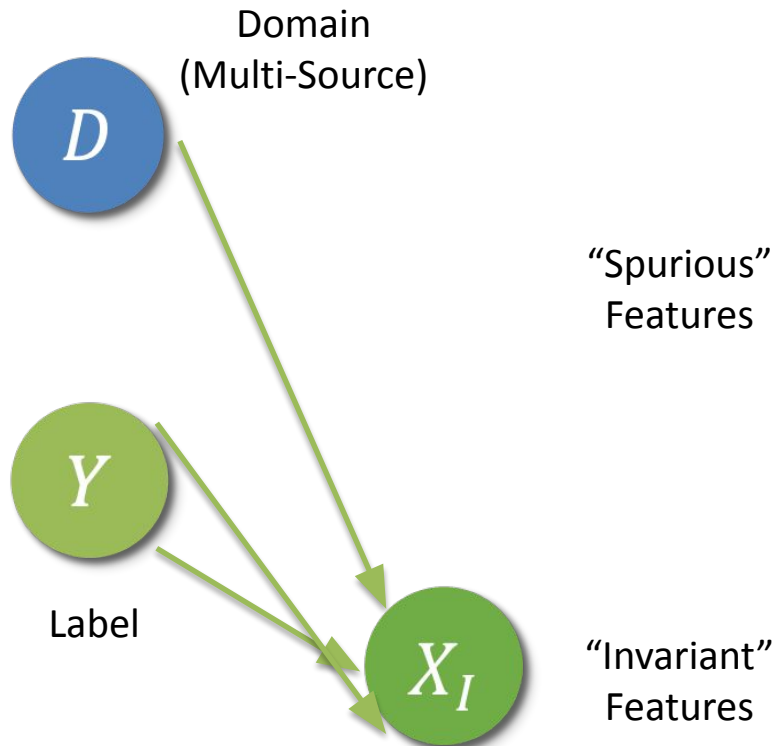 Domain
(Multi-Source)
D
“Spurious”
Features
Y
Label
X_I
“Invariant”
Features